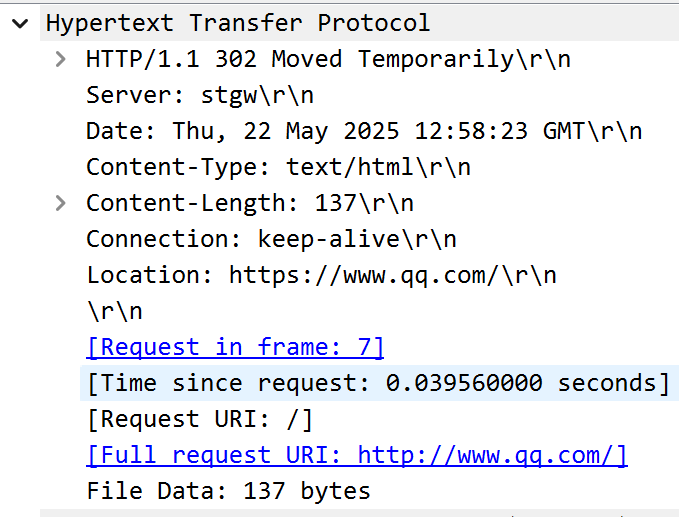 Hypertext Transfer Protocol
HTTP/1.1 302 Moved Temporarily\r\n
Server: stgw\r\n
Date: Thu, 22 May 2025 12:58:23 GMT\r\n
Content-Type: text/html\r\n
Content-Length: 137\r\n
Connection: keep-alive\r\n
Location: https://www.qq.com/\r\n
\r\n
[Request in frame: 7]
[Time since request: 0.039560000 seconds]
[Request URI: /]
[Full request URI: http://www.qq.com/]
File Data: 137 bytes